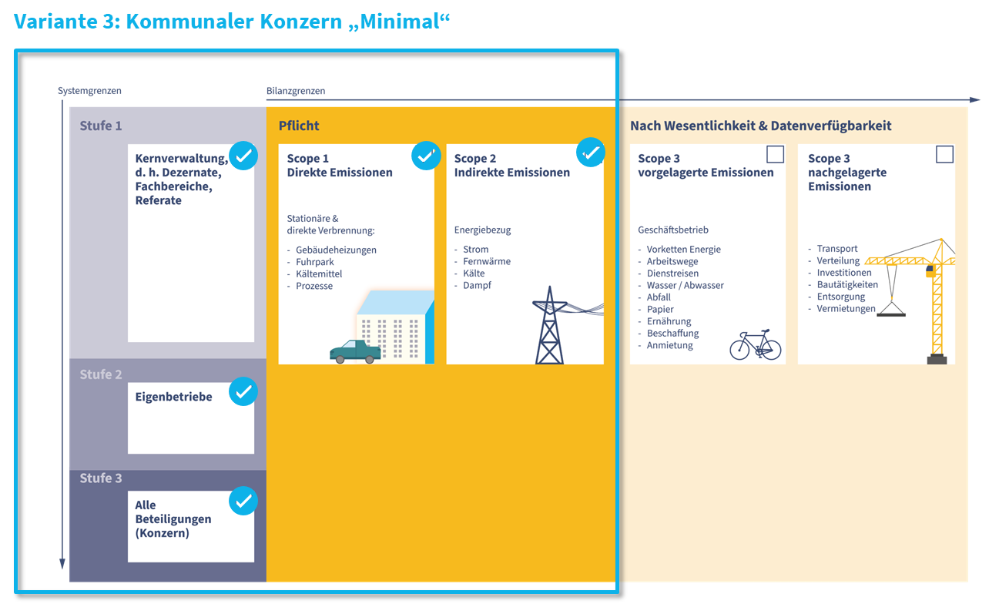 Variante 3: Kommunaler Konzern „Minimal“
Systemgrenzen
Bilanzgrenzen
Stufe 1
Kernverwaltung,
d. h. Dezernate,
Fachbereiche,
Referate
Stufe 2
Eigenbetriebe
Stufe 3
Alle
Beteiligungen
(Konzern)
Pflicht
Scope 1
Direkte Emissionen
Stationäre &
direkte Verbrennung:
- Gebäudeheizungen
- Fuhrpark
- Kältemittel
- Prozesse
Scope 2
Indirekte Emissionen
Energiebezug
- Strom
- Fernwärme
- Kälte
- Dampf
Nach Wesentlichkeit & Datenverfügbarkeit
Scope 3
vorgelagerte Emissionen
Geschäftsbetrieb
- Vorketten Energie
- Arbeitswege
- Dienstreisen
- Wasser / Abwasser
- Abfall
- Papier
- Ernährung
- Beschaffung
- Anmietung
Scope 3
nachgelagerte
Emissionen
- Transport
- Verteilung
- Investitionen
- Bautätigkeiten
- Entsorgung
- Vermietungen